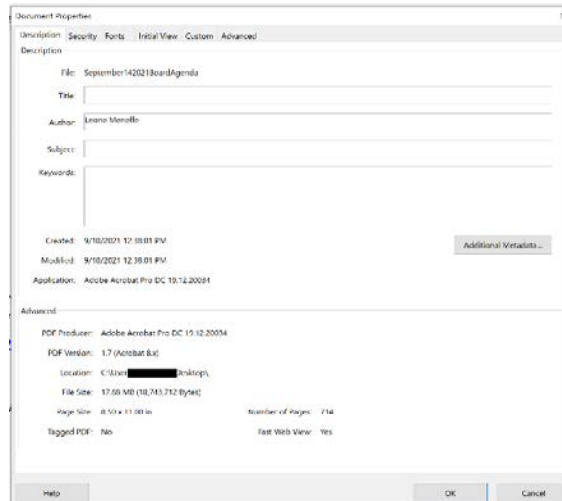 Document Properties
Description Security Fonts Initial View Custom Advanced
Description
File: September142021BoardAgenda
Title:
Author: Leane
Subject:
Keywords:
Created: 9/10/2021 12:38:01 PM
Additional Metadata...
Modified: 9/10/2021 12:38:01 PM
Application: Adobe Acrobat Pro DC 19.12.20034
Advanced
PDF Producer: Adobe Acrobat Pro DC 19.12.20034
PDF Version: 1.7 (Acrobat 8.x)
Location: C:\User Desktop\
File Size: 17.88 MB (18,743,712 Bytes)
Page Size: 8.50 x 11.00 in Number of Pages: 714
Tagged PDF: No Fast Web View: Yes
Help OK Cancel